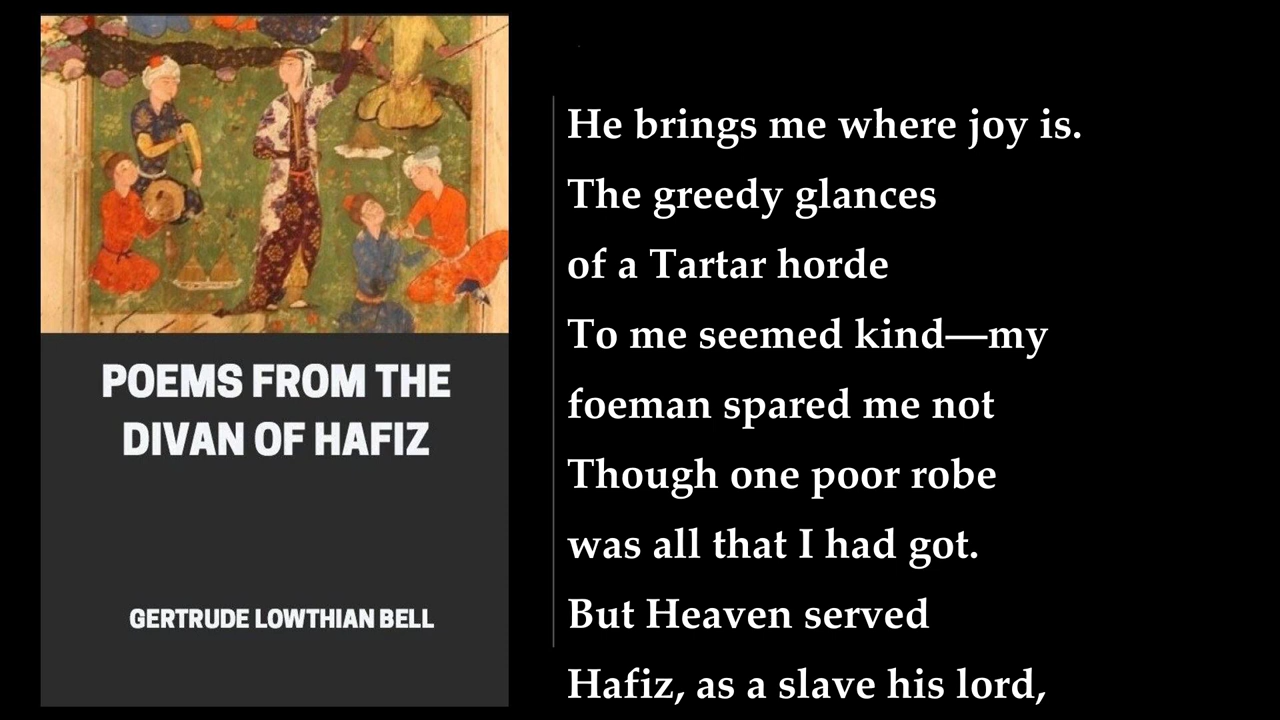 POEMS FROM THE
DIVAN OF HAFIZ
GERTRUDE LOWTHIAN BELL
He brings me where joy is.
The greedy glances
of a Tartar horde
To me seemed kind—my
foeman spared me not
Though one poor robe
was all that I had got.
But Heaven served
Hafiz, as a slave his lord,